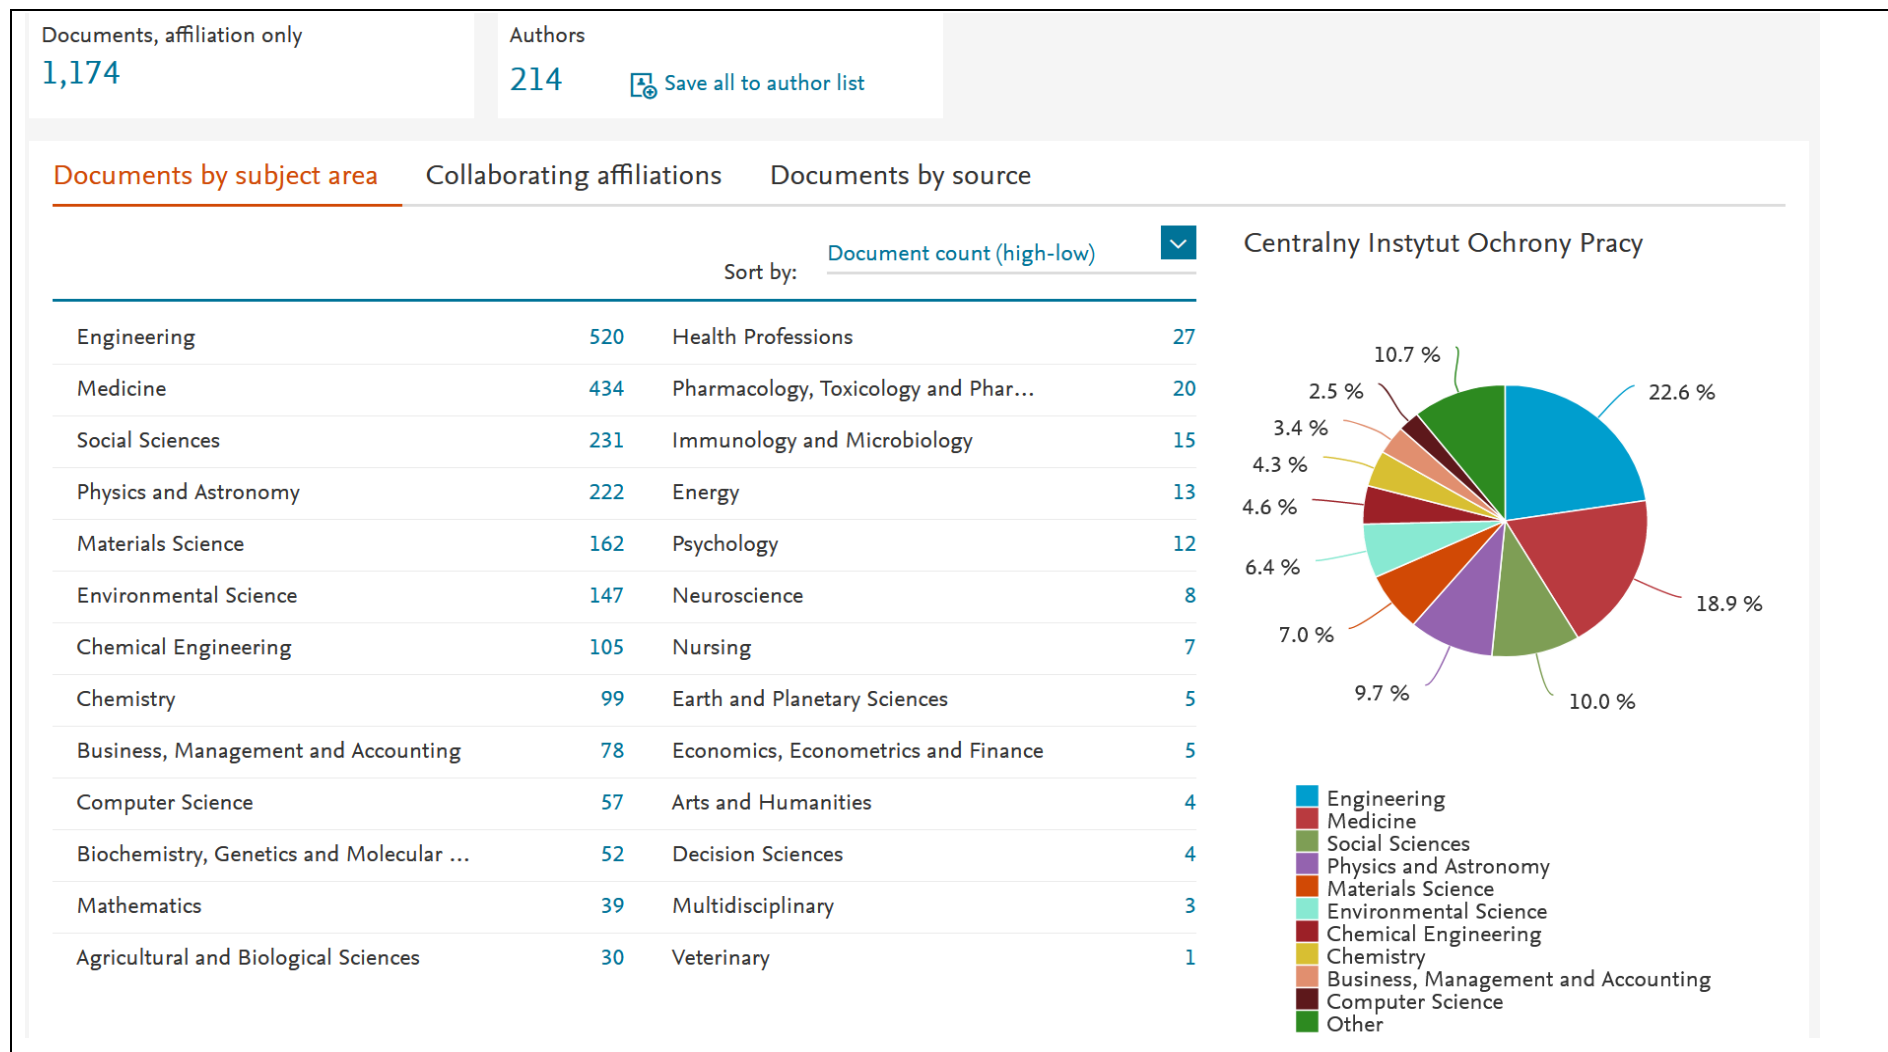 Documents, affiliation only
1,174
Authors
214
Save all to author list
Documents by subject area
Collaborating affiliations
Documents by source
Sort by:
Document count (high-low)
Engineering 520
Medicine 434
Social Sciences 231
Physics and Astronomy 222
Materials Science 162
Environmental Science 147
Chemical Engineering 105
Chemistry 99
Business, Management and Accounting 78
Computer Science 57
Biochemistry, Genetics and Molecular ... 52
Mathematics 39
Agricultural and Biological Sciences 30
Health Professions 27
Pharmacology, Toxicology and Phar... 20
Immunology and Microbiology 15
Energy 13
Psychology 12
Neuroscience 8
Nursing 7
Earth and Planetary Sciences 5
Economics, Econometrics and Finance 5
Arts and Humanities 4
Decision Sciences 4
Multidisciplinary 3
Veterinary 1
Centralny Instytut Ochrony Pracy
10.7 %
2.5 %
3.4 %
4.3 %
4.6 %
6.4 %
7.0 %
9.7 %
10.0 %
18.9 %
22.6 %
Engineering
Medicine
Social Sciences
Physics and Astronomy
Materials Science
Environmental Science
Chemical Engineering
Chemistry
Business, Management and Accounting
Computer Science
Other